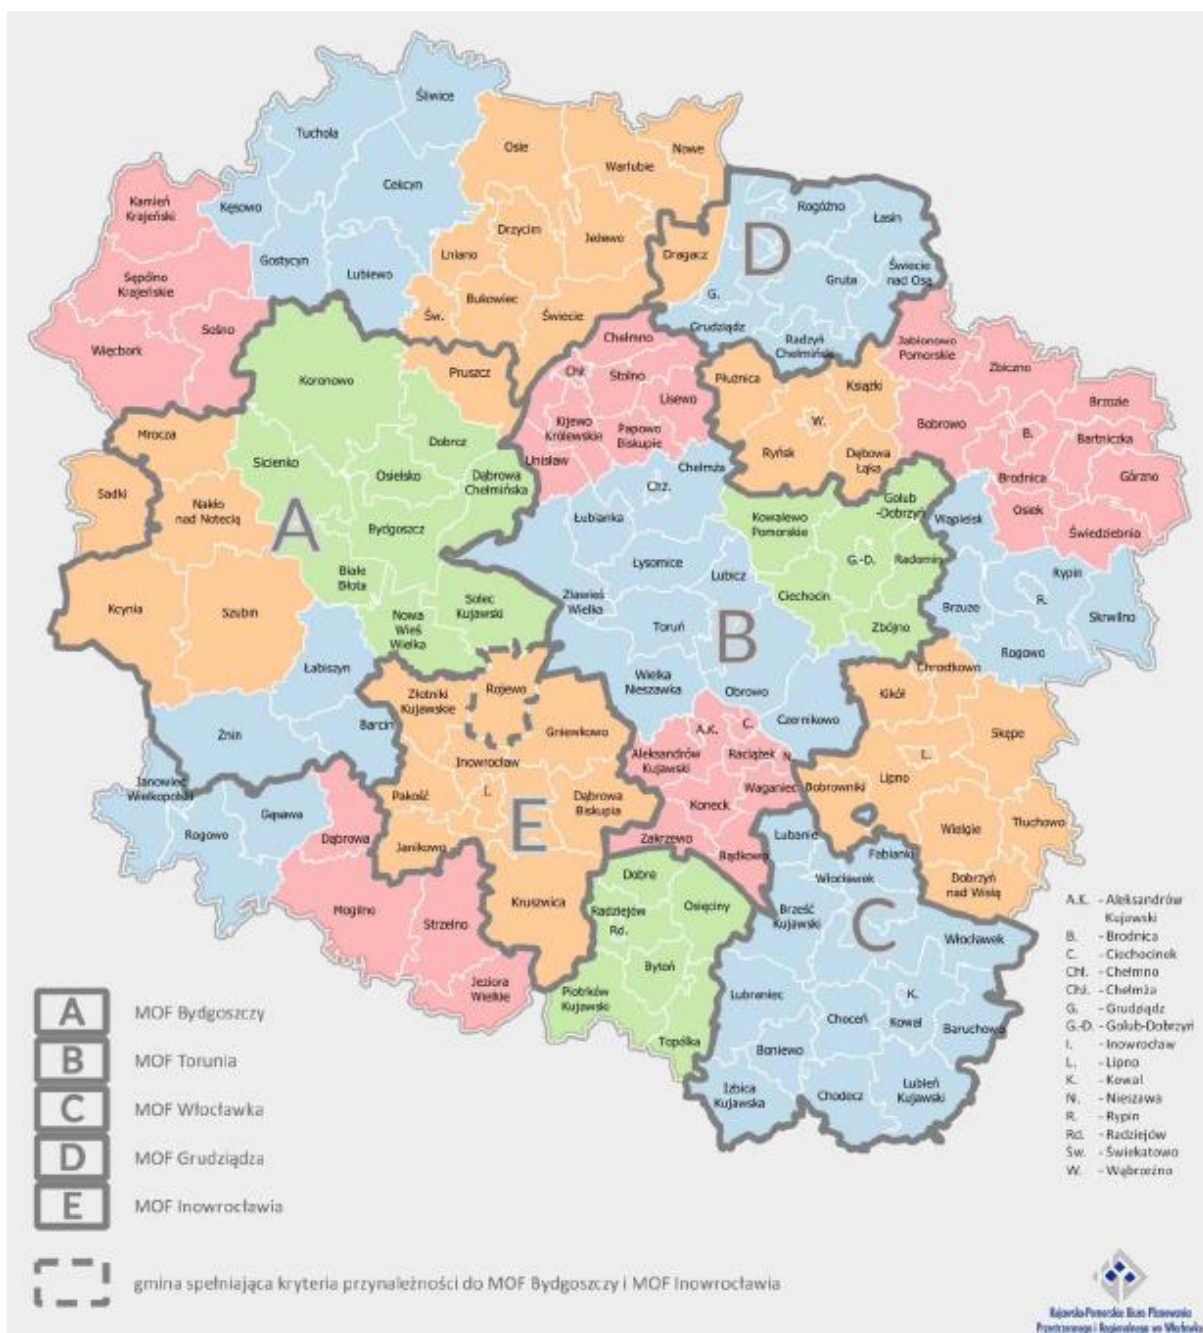 Śliwice
Tuchola
Osie
Nowe
Warlubie
Cekcyn
Kamień
Krajeński
Kęsowo
Rogóźno
Łasin
D
Drzycim
Jeżewo
Dragacz
Gostycyn
Lubiewo
Lniano
Sępólno
Krajeńskie
Gruta
Świecie
nad Osą
Bukowiec
G.
Św.
Świecie
Grudziądz
Sośno
Więcbork
Radzyń
Chełmiński
Chełmno
Jabłonowo
Pomorskie
Zbiczno
Koronowo
Pruszcz
Chł.
Stolno
Płużnica
Książki
Lisewo
Brzozie
Kijewo
Królewskie
Papowo
Biskupie
W.
Bobrowo
B.
Bartniczka
Mrocza
Dobrcz
Sicienko
Unisław
Ryńsk
Dębowa
Łąka
Chełmża
Osielsko
Dąbrowa
Chełmińska
Brodnica
Górzno
Sadki
Chż.
Nakło
nad Notecią
Golub
-Dobrzyń
Osiek
A
Łubianka
Kowalewo
Pomorskie
Wąpielsk
Świedziebnia
Bydgoszcz
Łysomice
G.-D.
Radomin
Białe
Błota
Lubicz
Rypin
Kcynia
Szubin
Solec
Kujawski
Zławieś
Wielka
Ciechocin
Brzuze
R.
Skrwilno
Nowa
Wieś
Wielka
Toruń
B
Zbójno
Rogowo
Łabiszyn
Wielka
Nieszawka
Obrowo
Chrostkowo
Złotniki
Kujawskie
Rojewo
Kikół
Żnin
Barcin
Gniewkowo
A.K.
C.
Czernikowo
Skępe
Aleksandrów
Kujawski
Raciążek
N.
L.
Inowrocław
Janowiec
Wielkopolski
Pakość
I.
Dąbrowa
Biskupia
Waganiec
Bobrowniki
Lipno
Koneck
Gąsawa
E
Rogowo
Dąbrowa
Janikowo
Zakrzewo
Lubanie
Wielgie
Tłuchowo
Bądkowo
Fabianki
Dobre
Włocławek
Dobrzyń
nad Wisłą
Mogilno
Strzelno
Kruszwica
Radziejów
Rd.
Osięciny
Brześć
Kujawski
C
Włocławek
Bytoń
Jeziora
Wielkie
Piotrków
Kujawski
Lubraniec
K.
Choceń
Kowal
Baruchowo
Topólka
Boniewo
Izbica
Kujawska
Chodecz
Lubień
Kujawski
A.K. - Aleksandrów
Kujawski
B. - Brodnica
C. - Ciechocinek
Chł. - Chełmno
Chż. - Chełmża
G. - Grudziądz
G.-D. - Golub-Dobrzyń
I. - Inowrocław
L. - Lipno
K. - Kowal
N. - Nieszawa
R. - Rypin
Rd. - Radziejów
Św. - Świekatowo
W. - Wąbrzeźno
A MOF Bydgoszczy
B MOF Torunia
C MOF Włocławka
D MOF Grudziądza
E MOF Inowrocławia
gmina spełniająca kryteria przynależności do MOF Bydgoszczy i MOF Inowrocławia
Kujawsko-Pomorskie Biuro Planowania
Przestrzennego i Regionalnego we Włocławku